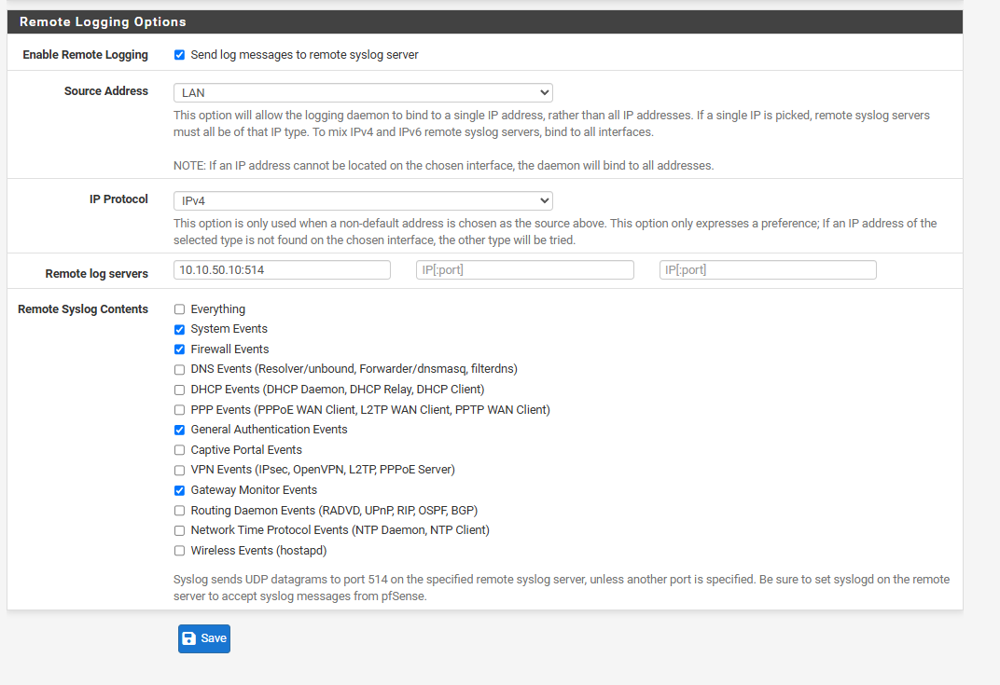 Remote Logging Options
Enable Remote Logging
Send log messages to remote syslog server
Source Address
LAN
This option will allow the logging daemon to bind to a single IP address, rather than all IP addresses. If a single IP is picked, remote syslog servers
must all be of that IP type. To mix IPv4 and IPv6 remote syslog servers, bind to all interfaces.
NOTE: If an IP address cannot be located on the chosen interface, the daemon will bind to all addresses.
IP Protocol
IPv4
This option is only used when a non-default address is chosen as the source above. This option only expresses a preference; If an IP address of the
selected type is not found on the chosen interface, the other type will be tried.
Remote log servers
10.10.50.10:514
IP[:port]
IP[:port]
Remote Syslog Contents
Everything
System Events
Firewall Events
DNS Events (Resolver/unbound, Forwarder/dnsmasq, filterdns)
DHCP Events (DHCP Daemon, DHCP Relay, DHCP Client)
PPP Events (PPPoE WAN Client, L2TP WAN Client, PPTP WAN Client)
General Authentication Events
Captive Portal Events
VPN Events (IPsec, OpenVPN, L2TP, PPPoE Server)
Gateway Monitor Events
Routing Daemon Events (RADVD, UPnP, RIP, OSPF, BGP)
Network Time Protocol Events (NTP Daemon, NTP Client)
Wireless Events (hostapd)
Syslog sends UDP datagrams to port 514 on the specified remote syslog server, unless another port is specified. Be sure to set syslogd on the remote
server to accept syslog messages from pfSense.
Save